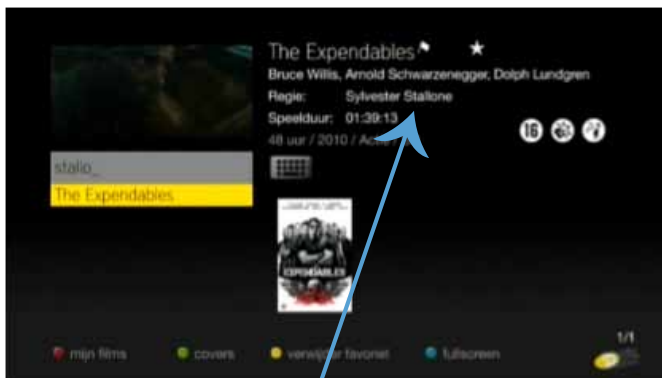 The Expendables
Bruce Willis, Arnold Schwarzenegger, Dolph Lundgren
Regie: Sylvester Stallone
Speelduur: 01:39:13
48 uur / 2010 / Actie
16
stallo_
The Expendables
EXPENDABLES
1/1
mijn films
covers
verwijder favoriet
fullscreen